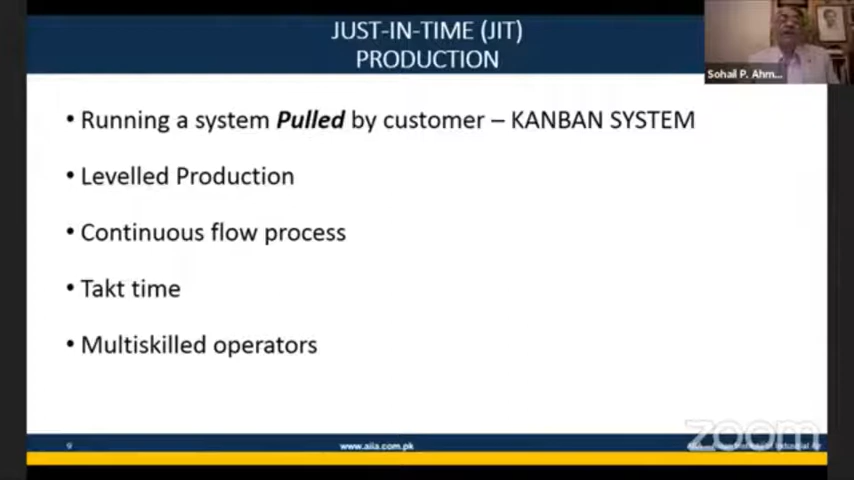 JUST-IN-TIME (JIT)
PRODUCTION
Sohail P. Ahm...
• Running a system Pulled by customer – KANBAN SYSTEM
• Levelled Production
• Continuous flow process
• Takt time
• Multiskilled operators
9
www.aiia.com.pk
zoom